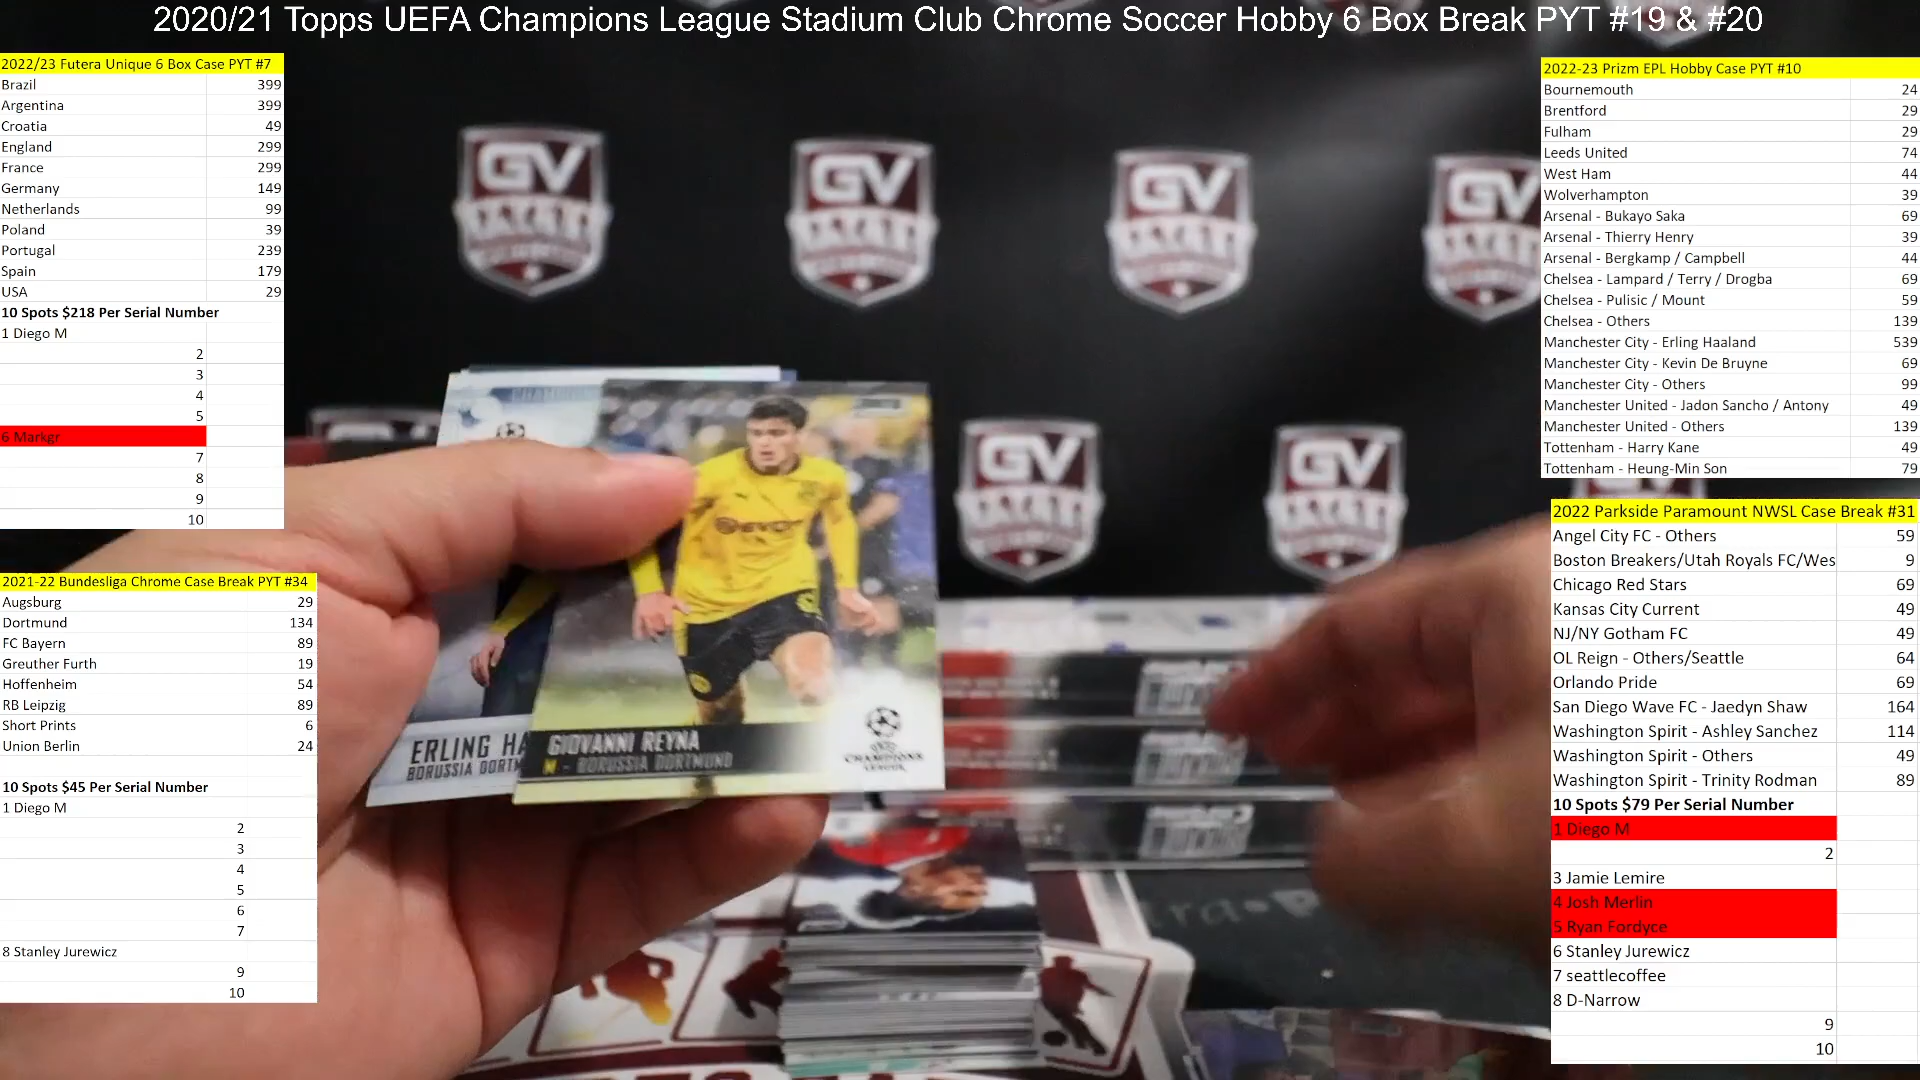 2020/21 Topps UEFA Champions League Stadium Club Chrome Soccer Hobby 6 Box Break PYT #19 & #20
2022/23 Futera Unique 6 Box Case PYT #7
Brazil 399
Argentina 399
Croatia 49
England 299
France 299
Germany 149
Netherlands 99
Poland 39
Portugal 239
Spain 179
USA 29
10 Spots $218 Per Serial Number
1 Diego M
2
3
4
5
6 Markgr
7
8
9
10
2021-22 Bundesliga Chrome Case Break PYT #34
Augsburg 29
Dortmund 134
FC Bayern 89
Greuther Furth 19
Hoffenheim 54
RB Leipzig 89
Short Prints 6
Union Berlin 24
10 Spots $45 Per Serial Number
1 Diego M
2
3
4
5
6
7
8 Stanley Jurewicz
9
10
GV
GV
GV
GV
GV
GV
ERLING HA
BORUSSIA DORTM
GIOVANNI REYNA
M - BORUSSIA DORTMUND
CHAMPIONS
LEAGUE
2022-23 Prizm EPL Hobby Case PYT #10
Bournemouth 24
Brentford 29
Fulham 29
Leeds United 74
West Ham 44
Wolverhampton 39
Arsenal - Bukayo Saka 69
Arsenal - Thierry Henry 39
Arsenal - Bergkamp / Campbell 44
Chelsea - Lampard / Terry / Drogba 69
Chelsea - Pulisic / Mount 59
Chelsea - Others 139
Manchester City - Erling Haaland 539
Manchester City - Kevin De Bruyne 69
Manchester City - Others 99
Manchester United - Jadon Sancho / Antony 49
Manchester United - Others 139
Tottenham - Harry Kane 49
Tottenham - Heung-Min Son 79
2022 Parkside Paramount NWSL Case Break #31
Angel City FC - Others 59
Boston Breakers/Utah Royals FC/Wes 9
Chicago Red Stars 69
Kansas City Current 49
NJ/NY Gotham FC 49
OL Reign - Others/Seattle 64
Orlando Pride 69
San Diego Wave FC - Jaedyn Shaw 164
Washington Spirit - Ashley Sanchez 114
Washington Spirit - Others 49
Washington Spirit - Trinity Rodman 89
10 Spots $79 Per Serial Number
1 Diego M
2
3 Jamie Lemire
4 Josh Merlin
5 Ryan Fordyce
6 Stanley Jurewicz
7 seattlecoffee
8 D-Narrow
9
10